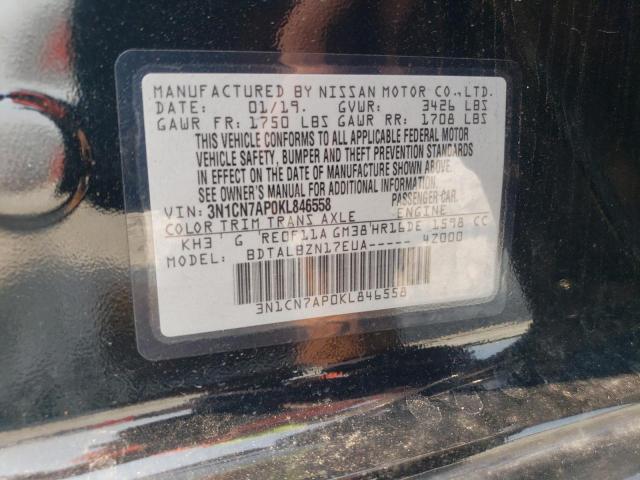 MANUFACTURED BY NISSAN MOTOR CO.,LTD.
DATE: 01/19. GVWR: 3426 LBS
GAWR FR: 1750 LBS GAWR RR: 1708 LBS
THIS VEHICLE CONFORMS TO ALL APPLICABLE FEDERAL MOTOR
VEHICLE SAFETY, BUMPER AND THEFT PREVENTION STANDARDS
IN EFFECT ON THE DATE OF MANUFACTURE SHOWN ABOVE.
SEE OWNER'S MANUAL FOR ADDITIONAL INFORMATION.
VIN: 3N1CN7AP0KL846558 PASSENGER CAR
COLOR TRIM TRANS AXLE ENGINE
KH3 G RE0F11A GM38 HR16DE 1598 CC
MODEL: BDTALBZN17EUA----- 4Z000
3N1CN7AP0KL846558